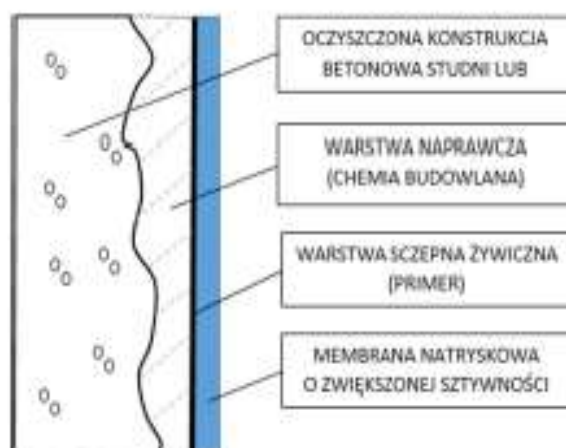 OCZYSZCZONA KONSTRUKCJA
BETONOWA STUDNI LUB
WARSTWA NAPRAWCZA
(CHEMIA BUDOWLANA)
WARSTWA SCZEPNA ŻYWICZNA
(PRIMER)
MEMBRANA NATRYSKOWA
O ZWIĘKSZONEJ SZTYWNOŚCI